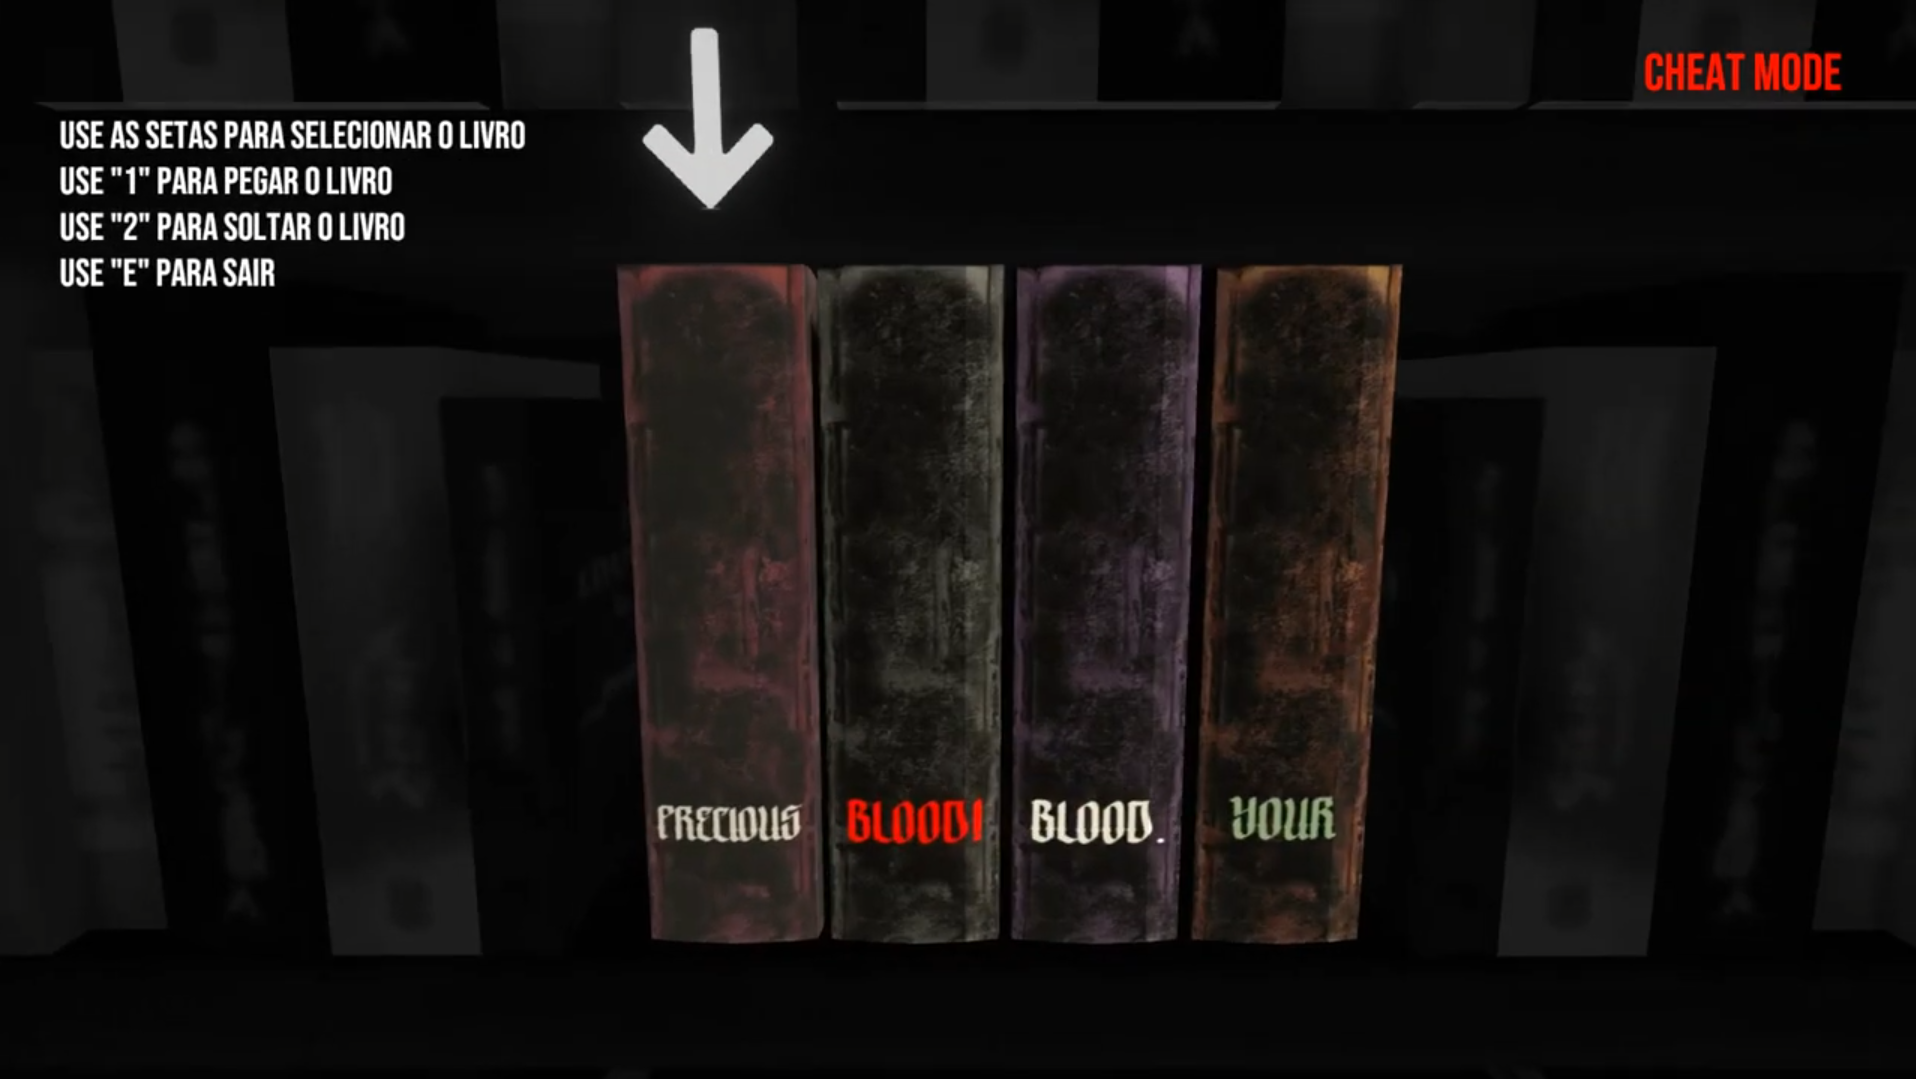 CHEAT MODE
USE AS SETAS PARA SELECIONAR O LIVRO
USE "1" PARA PEGAR O LIVRO
USE "2" PARA SOLTAR O LIVRO
USE "E" PARA SAIR
PRECIOUS
BLOOD!
BLOOD.
YOUR